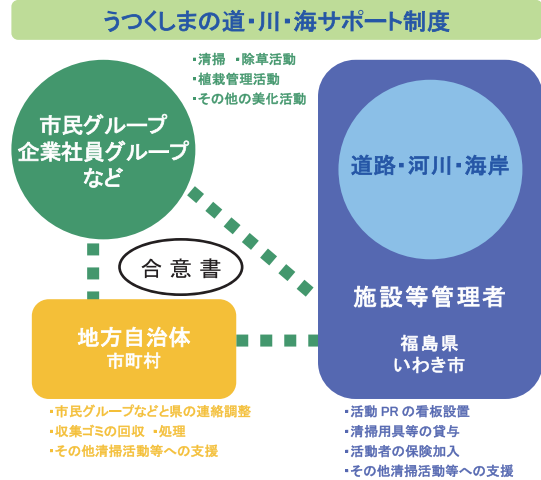 うつくしまの道・川・海サポート制度
・清掃 ・除草活動
・植栽管理活動
・その他の美化活動
市民グループ
企業社員グループ
など
道路・河川・海岸
合意書
施設等管理者
福島県
いわき市
地方自治体
市町村
・市民グループなどと県の連絡調整
・収集ゴミの回収 ・処理
・その他清掃活動等への支援
・活動 PR の看板設置
・清掃用具等の貸与
・活動者の保険加入
・その他清掃活動等への支援